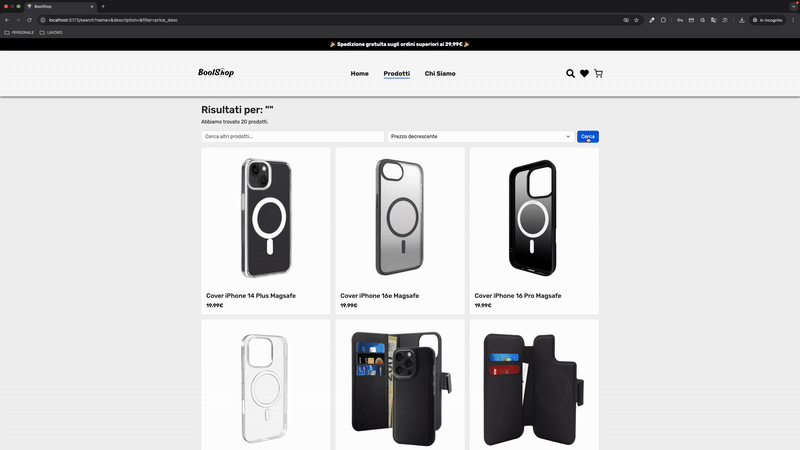 BoolShop
localhost:5173/search?name=&description=&filter=price_desc
In incognito
PERSONALE
LAVORO
🎉 Spedizione gratuita sugli ordini superiori ai 29,99€ 🎉
BoolShop
Home
Prodotti
Chi Siamo
Risultati per: ""
Abbiamo trovato 20 prodotti.
Cerca altri prodotti...
Prezzo decrescente
Cerca
Cover iPhone 14 Plus Magsafe
19.99€
Cover iPhone 16e Magsafe
19.99€
Cover iPhone 16 Pro Magsafe
19.99€